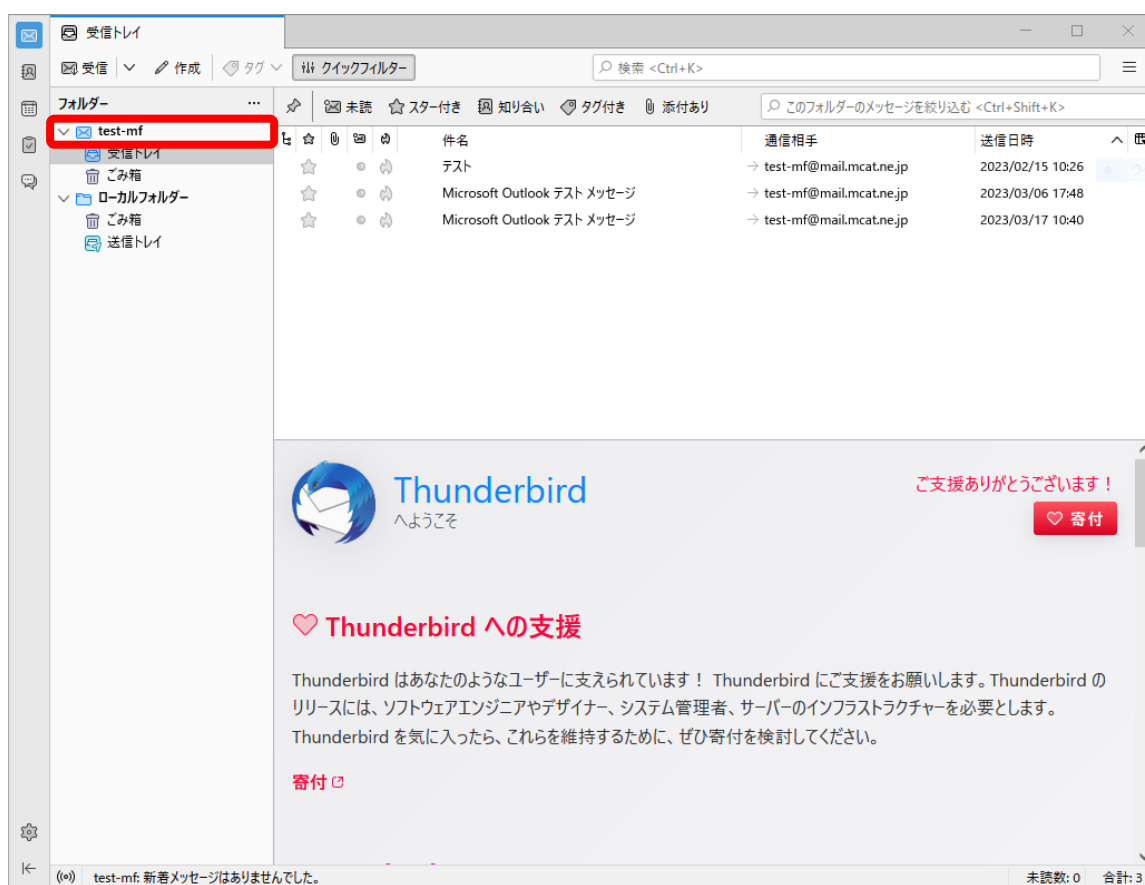 受信トレイ
受信 作成 タグ クイックフィルター 検索 <Ctrl+K>
フォルダー ... 未読 スター付き 知り合い タグ付き 添付あり このフォルダーのメッセージを絞り込む <Ctrl+Shift+K>
test-mf
件名 通信相手 送信日時
受信トレイ
テスト → test-mf@mail.mcat.ne.jp 2023/02/15 10:26
ごみ箱
Microsoft Outlook テスト メッセージ → test-mf@mail.mcat.ne.jp 2023/03/06 17:48
ローカルフォルダー
ごみ箱
Microsoft Outlook テスト メッセージ → test-mf@mail.mcat.ne.jp 2023/03/17 10:40
送信トレイ
Thunderbird
へようこそ
ご支援ありがとうございます！
寄付
Thunderbird への支援
Thunderbird はあなたのようなユーザーに支えられています！ Thunderbird にご支援をお願いします。Thunderbird の
リリースには、ソフトウェアエンジニアやデザイナー、システム管理者、サーバーのインフラストラクチャーを必要とします。
Thunderbird を気に入ったら、これらを維持するために、ぜひ寄付を検討してください。
寄付
test-mf: 新着メッセージはありませんでした。 未読数: 0 合計: 3